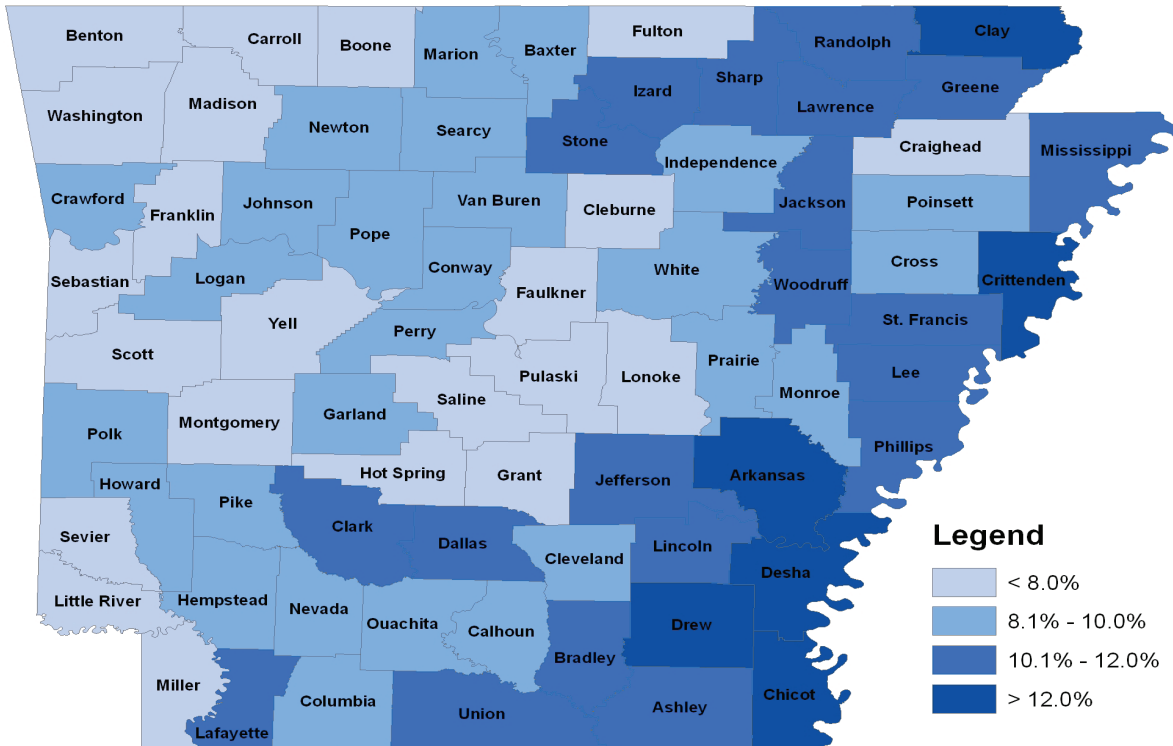 Benton
Carroll
Boone
Marion
Baxter
Fulton
Randolph
Clay
Sharp
Izard
Greene
Lawrence
Madison
Washington
Newton
Searcy
Stone
Independence
Craighead
Mississippi
Crawford
Franklin
Johnson
Van Buren
Cleburne
Jackson
Poinsett
Pope
Logan
Conway
White
Cross
Sebastian
Crittenden
Woodruff
Faulkner
Yell
Perry
St. Francis
Scott
Prairie
Pulaski
Lonoke
Lee
Monroe
Saline
Garland
Montgomery
Polk
Phillips
Hot Spring
Grant
Jefferson
Arkansas
Howard
Pike
Clark
Sevier
Dallas
Lincoln
Cleveland
Desha
Little River
Hempstead
Nevada
Ouachita
Calhoun
Drew
Bradley
Miller
Columbia
Chicot
Union
Ashley
Lafayette
Legend
< 8.0%
8.1% - 10.0%
10.1% - 12.0%
> 12.0%